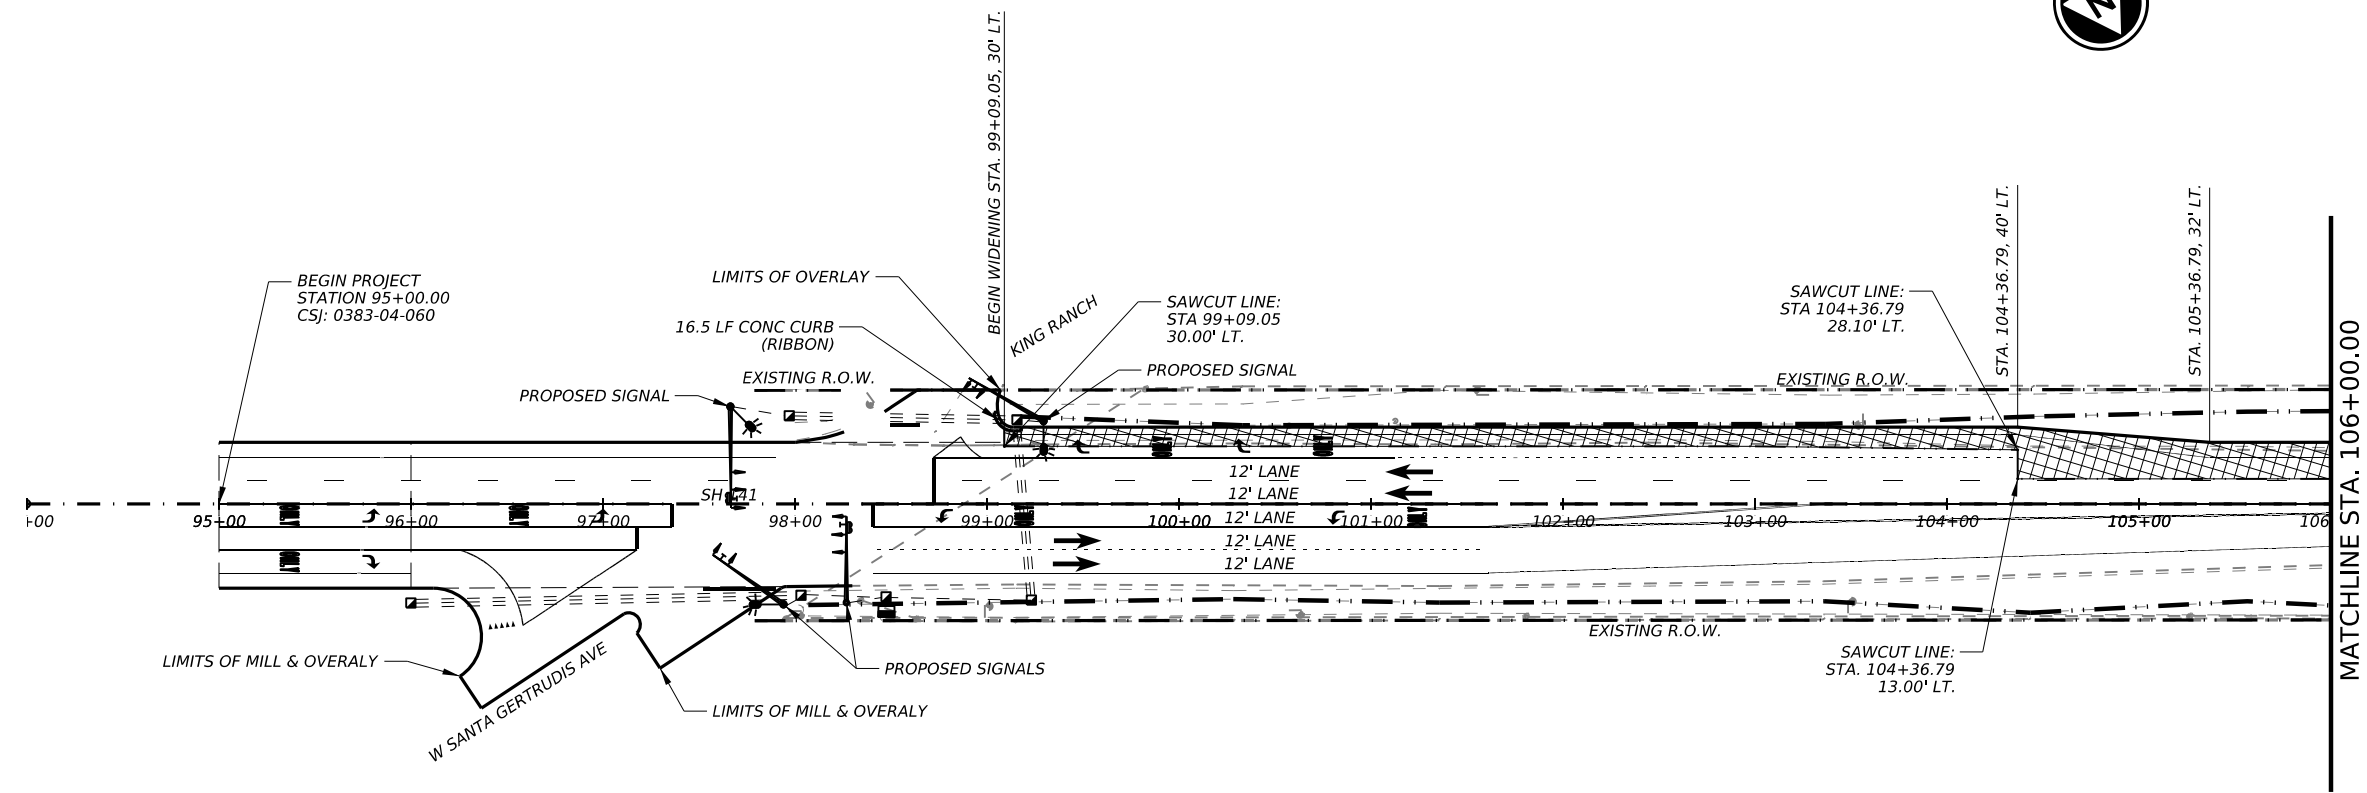 N
BEGIN WIDENING STA. 99+09.05, 30' LT.
STA. 104+36.79, 40' LT.
STA. 105+36.79, 32' LT.
BEGIN PROJECT
STATION 95+00.00
CSJ: 0383-04-060
LIMITS OF OVERLAY
16.5 LF CONC CURB
(RIBBON)
KING RANCH
SAWCUT LINE:
STA 99+09.05
30.00' LT.
SAWCUT LINE:
STA 104+36.79
28.10' LT.
PROPOSED SIGNAL
EXISTING R.O.W.
PROPOSED SIGNAL
EXISTING R.O.W.
12' LANE
12' LANE
12' LANE
12' LANE
12' LANE
SH 141
+00
95+00
96+00
97+00
98+00
99+00
100+00
101+00
102+00
103+00
104+00
105+00
106
EXISTING R.O.W.
LIMITS OF MILL & OVERALY
W SANTA GERTRUDIS AVE
PROPOSED SIGNALS
LIMITS OF MILL & OVERALY
SAWCUT LINE:
STA. 104+36.79
13.00' LT.
MATCHLINE STA. 106+00.00